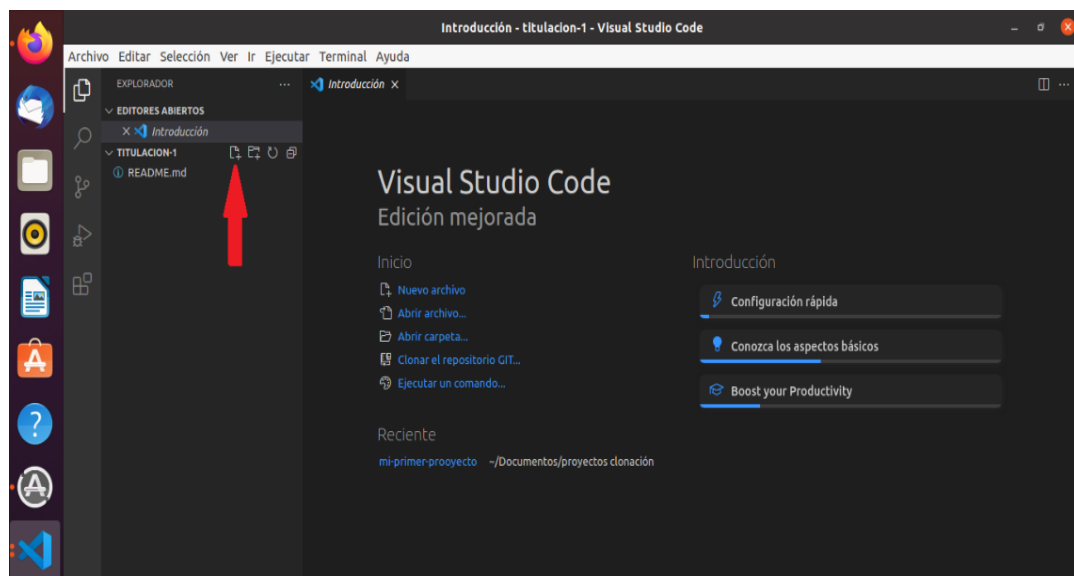 Introducción - titulacion-1 - Visual Studio Code
Archivo Editar Selección Ver Ir Ejecutar Terminal Ayuda
EXPLORADOR
Introducción
EDITORES ABIERTOS
Introducción
TITULACION-1
README.md
Visual Studio Code
Edición mejorada
Inicio
Nuevo archivo
Abrir archivo...
Abrir carpeta...
Clonar el repositorio GIT...
Ejecutar un comando...
Reciente
mi-primer-prooyecto ~/Documentos/proyectos clonación
Introducción
Configuración rápida
Conozca los aspectos básicos
Boost your Productivity